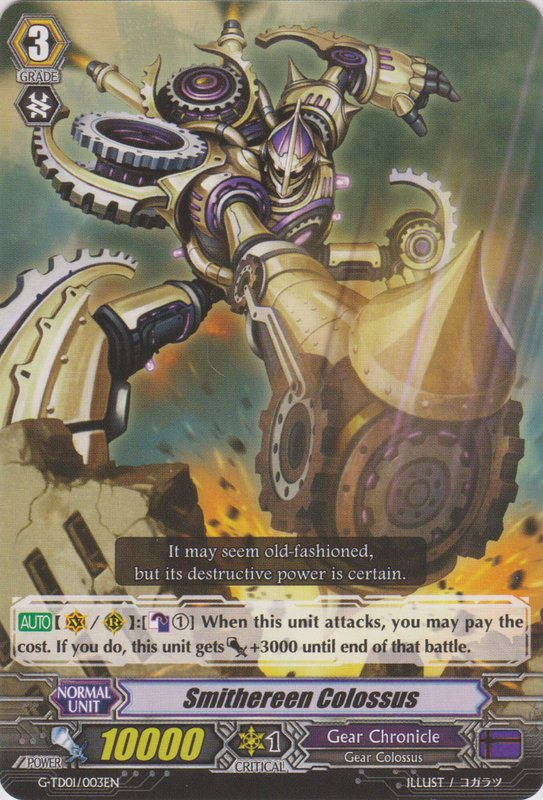 3
GRADE
It may seem old-fashioned,
but its destructive power is certain.
AUTO [ V / R ]:[ ① ] When this unit attacks, you may pay the
cost. If you do, this unit gets +3000 until end of that battle.
NORMAL
UNIT
Smithereen Colossus
POWER
10000
1
CRITICAL
Gear Chronicle
Gear Colossus
G-TD01/003EN
ILLUST / コガラツ